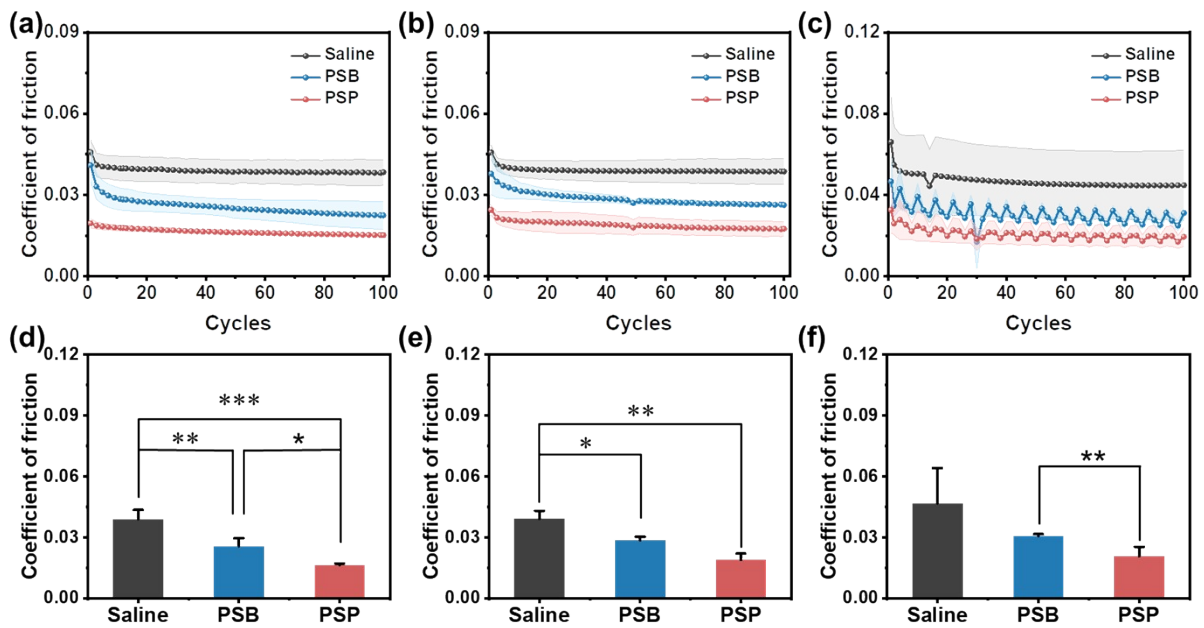 (a)
Coefficient of friction
0.09
0.06
0.03
0.00
Saline
PSB
PSP
0 20 40 60 80 100
Cycles
(b)
Coefficient of friction
0.09
0.06
0.03
0.00
Saline
PSB
PSP
0 20 40 60 80 100
Cycles
(c)
Coefficient of friction
0.12
0.08
0.04
0.00
Saline
PSB
PSP
0 20 40 60 80 100
Cycles
(d)
Coefficient of friction
0.12
0.09
0.06
0.03
0.00
***
** *
Saline PSB PSP
(e)
Coefficient of friction
0.12
0.09
0.06
0.03
0.00
**
*
Saline PSB PSP
(f)
Coefficient of friction
0.12
0.09
0.06
0.03
0.00
**
Saline PSB PSP